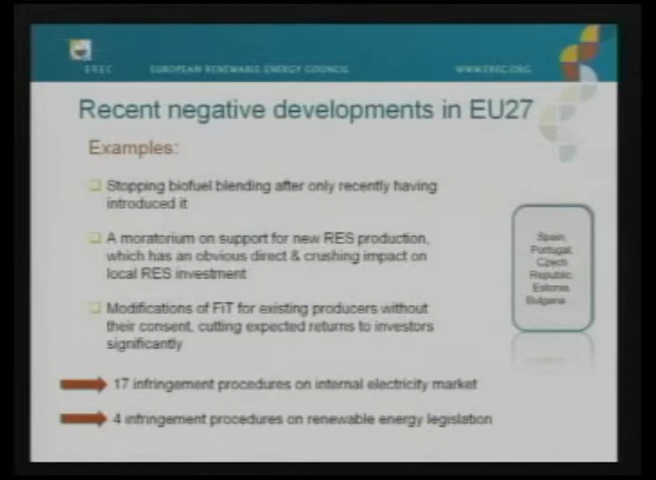 EREC EUROPEAN RENEWABLE ENERGY COUNCIL WWW.EREC.ORG
Recent negative developments in EU27
Examples:
Stopping biofuel blending after only recently having
introduced it
A moratorium on support for new RES production,
which has an obvious direct & crushing impact on
local RES investment
Modifications of FiT for existing producers without
their consent, cutting expected returns to investors
significantly
Spain,
Portugal,
Czech
Republic,
Estonia
Bulgaria...
17 infringement procedures on internal electricity market
4 infringement procedures on renewable energy legislation